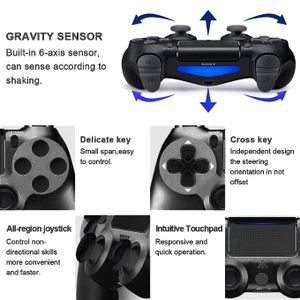 GRAVITY SENSOR
Built-in 6-axis sensor,
can sense according to
shaking.
SONY
Delicate key
Small span,easy
to control.
Cross key
Independent design
the steering
orientation in not
offset
All-region joystick
Control non-
directional skills
more convenient
and faster.
Intuitive Touchpad
Responsive and
quick operation.